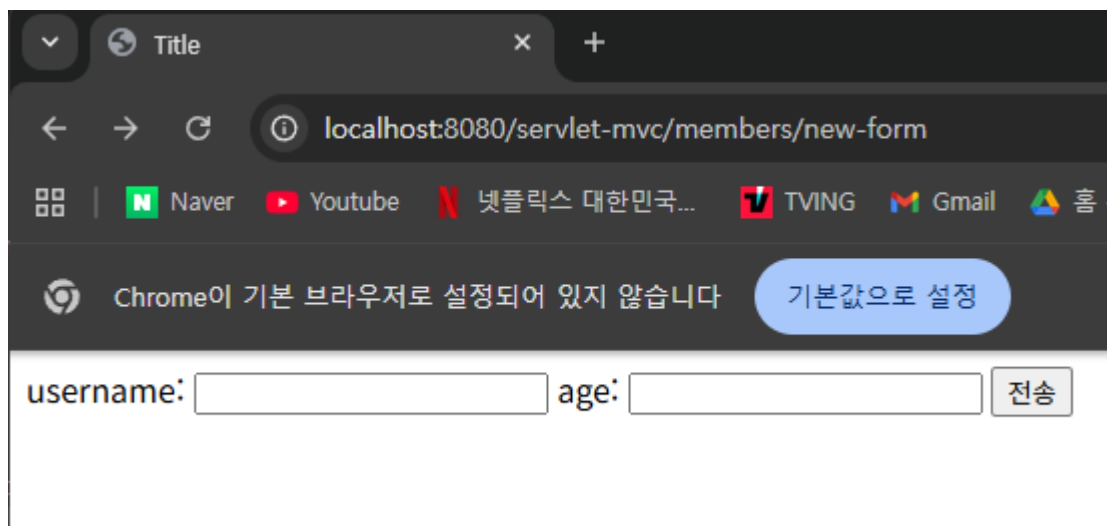 Title
localhost:8080/servlet-mvc/members/new-form
Naver Youtube 넷플릭스 대한민국... TVING Gmail 홈
Chrome이 기본 브라우저로 설정되어 있지 않습니다 기본값으로 설정
username: age: 전송